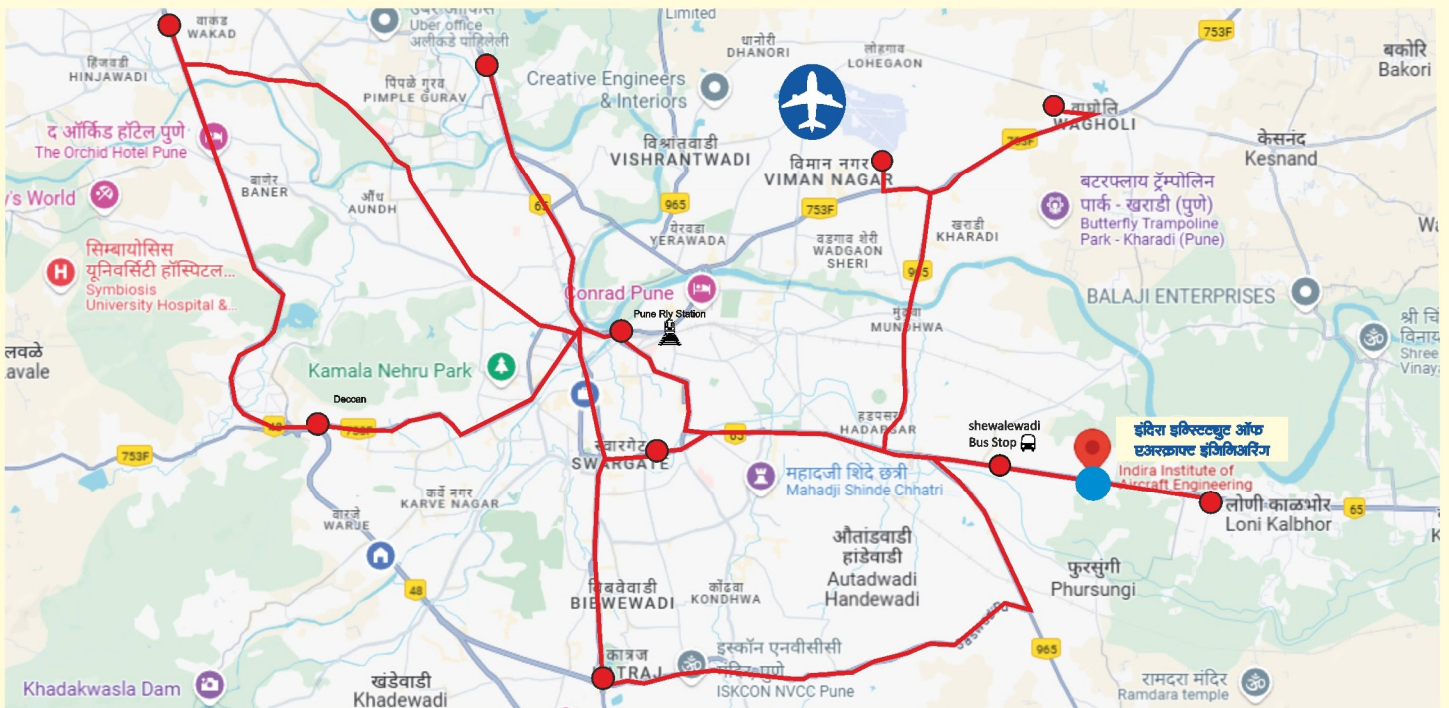 वाकड
WAKAD
हिंजवडी
HINJAWADI
Uber office
अलीकडे पाहिलेली
Limited
पिंपळे गुरव
PIMPLE GURAV
Creative Engineers
& Interiors
धानोरी
DHANORI
लोहगाव
LOHEGAON
753F
बकोरि
Bakori
द ऑर्किड हॉटेल पुणे
The Orchid Hotel Pune
विश्रांतवाडी
VISHRANTWADI
विमान नगर
VIMAN NAGAR
वाघोलि
WAGHOLI
753F
केसनंद
Kesnand
y's World
बाणेर
BANER
औंध
AUNDH
65
965
753F
येरवडा
YERAWADA
वडगाव शेरी
WADGAON
SHERI
खराडी
KHARADI
बटरफ्लाय ट्रॅम्पोलिन
पार्क - खराडी (पुणे)
Butterfly Trampoline
Park - Kharadi (Pune)
सिम्बायोसिस
यूनिवर्सिटी हॉस्पिटल...
Symbiosis
University Hospital &...
965
Conrad Pune
Pune Rly Station
मुंढवा
MUNDHWA
BALAJI ENTERPRISES
श्री चिं
विनाय
Shree
Vinaya
लवळे
avale
Kamala Nehru Park
Deccan
48
753F
753F
स्वारगेट
SWARGATE
65
हडपसर
HADAPSAR
shewalewadi
Bus Stop
इंदिरा इन्स्टिट्युट ऑफ
एअरक्राफ्ट इंजिनिअरिंग
Indira Institute of
Aircraft Engineering
महादजी शिंदे छत्री
Mahadji Shinde Chhatri
कर्वे नगर
KARVE NAGAR
वारजे
WARJE
लोणी काळभोर
Loni Kalbhor
65
औतांडवाडी
हांडेवाडी
Autadwadi
Handewadi
फुरसुंगी
Phursungi
48
बिबवेवाडी
BIBWEWADI
कोंढवा
KONDHWA
965
कात्रज
KATRAJ
इस्कॉन एनवीसीसी
मंदिर, पुणे
ISKCON NVCC Pune
Saswad Rd
Khadakwasla Dam
खंडेवाडी
Khadewadi
रामदरा मंदिर
Ramdara temple